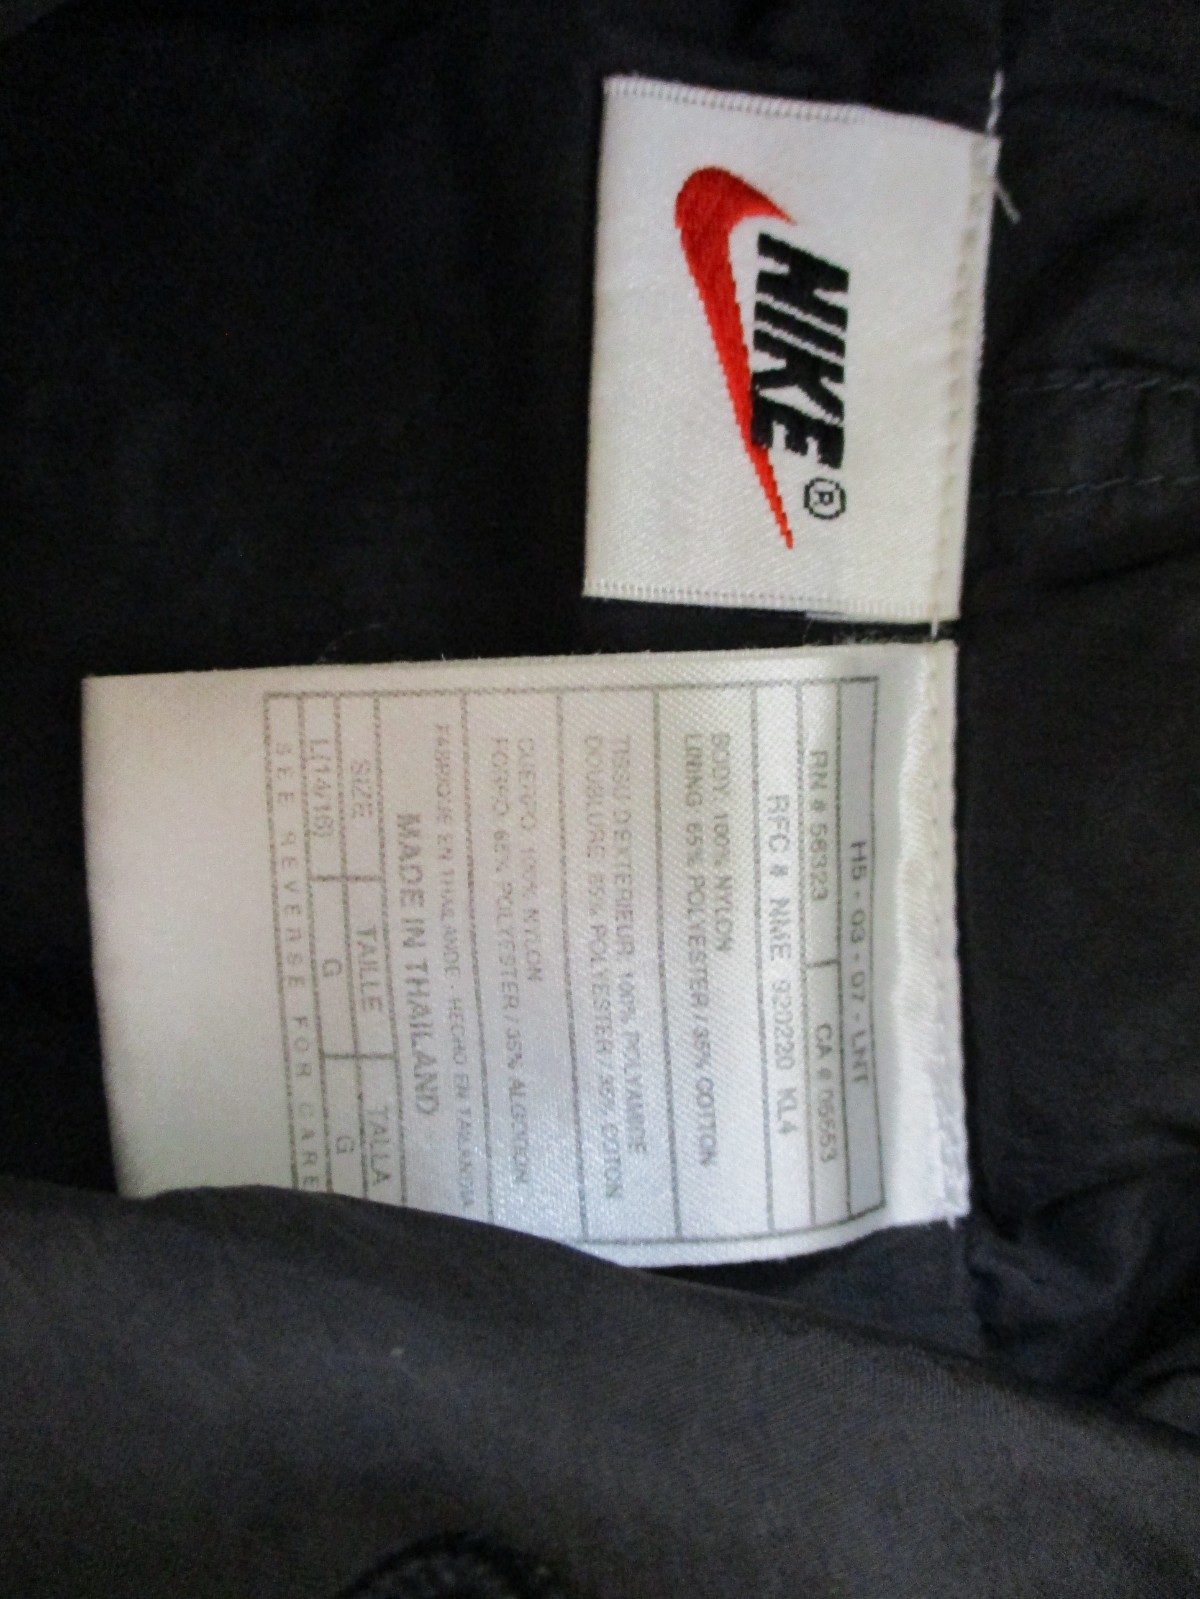 NIKE®
H5 - 03 - 07 - LNT
RN # 56323 CA # 05553
RFC # NME 920220 KL4
BODY: 100% NYLON
LINING 65% POLYESTER / 35% COTTON
TISSU D'EXTERIEUR 100% POLYAMIDE
DOUBLURE 65% POLYESTER / 35% COTON
CUERPO 100% NYLON
FORRO 65% POLYESTER / 35% ALGODON
MADE IN THAILAND
FABRIQUE EN THAILANDE - HECHO EN TAILANDIA
SIZE TAILLE TALLA
L(14/16) G G
SEE REVERSE FOR CARE